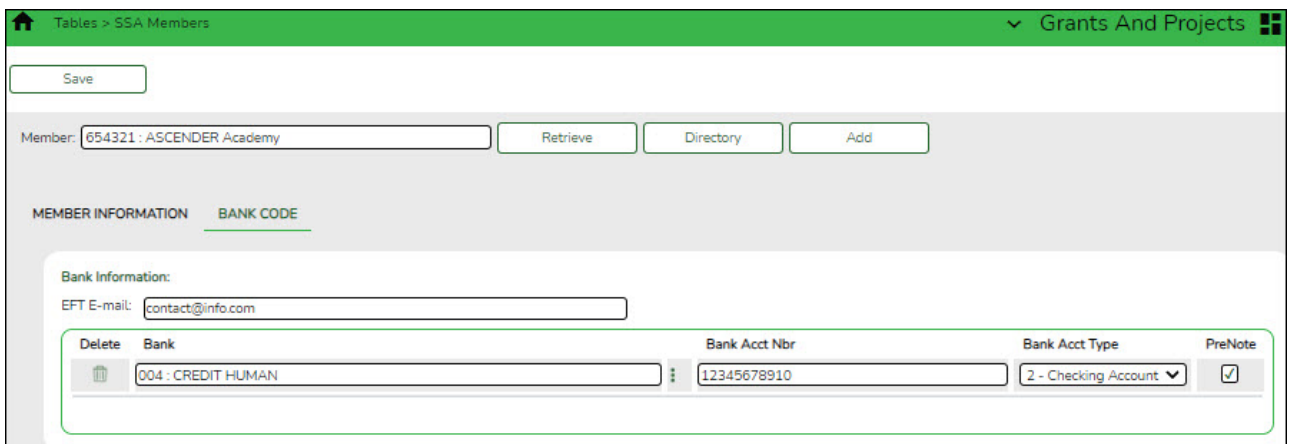 Tables > SSA Members
Grants And Projects
Save
Member: 654321 : ASCENDER Academy Retrieve Directory Add
MEMBER INFORMATION BANK CODE
Bank Information:
EFT E-mail: contact@info.com
Delete Bank Bank Acct Nbr Bank Acct Type PreNote
004 : CREDIT HUMAN 12345678910 2 - Checking Account